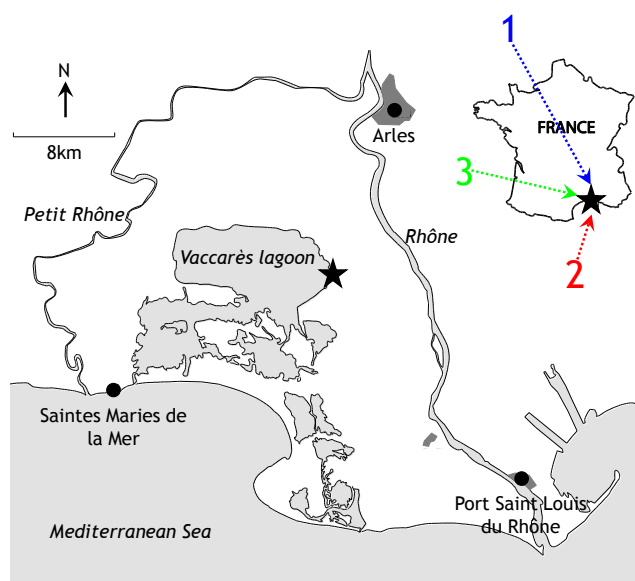 1
N
FRANCE
Arles
8km
3
Petit Rhône
Rhône
Vaccarès lagoon
2
Saintes Maries de
la Mer
Port Saint Louis
du Rhône
Mediterranean Sea